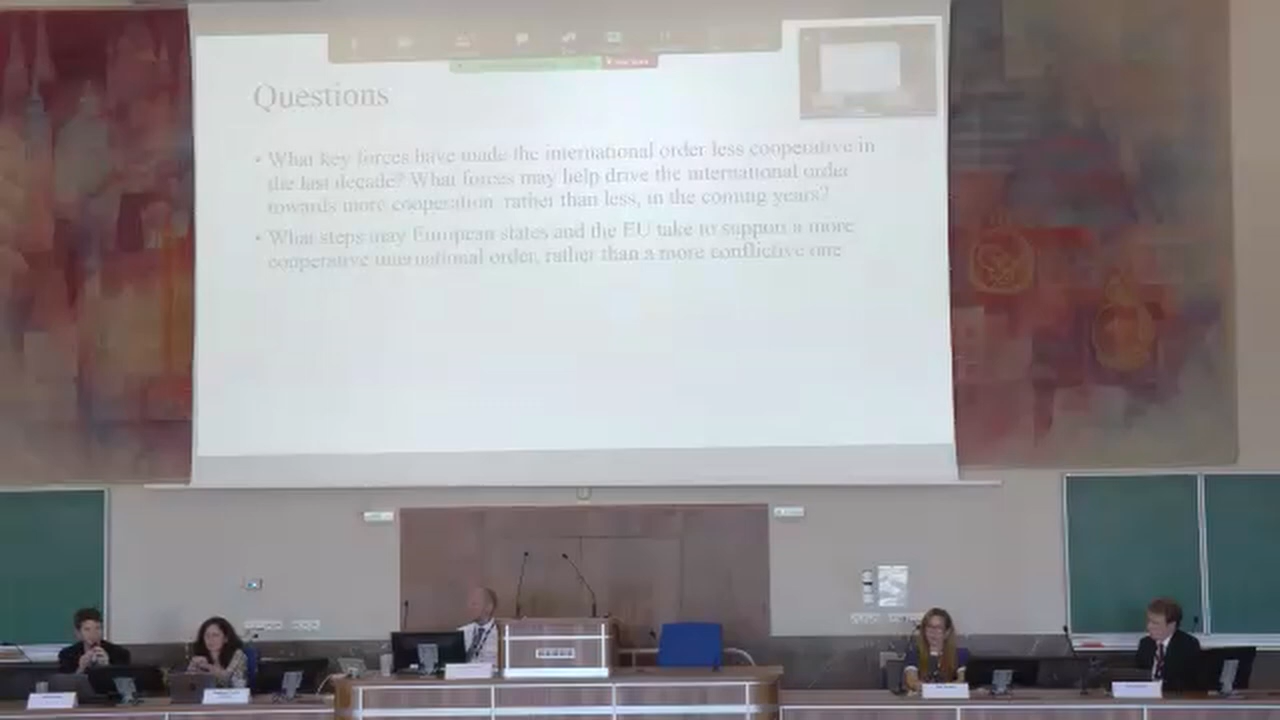 Questions
• What key forces have made the international order less cooperative in
the last decade? What forces may help drive the international order
towards more cooperation, rather than less, in the coming years?
• What steps may European states and the EU take to support a more
cooperative international order, rather than a more conflictive one